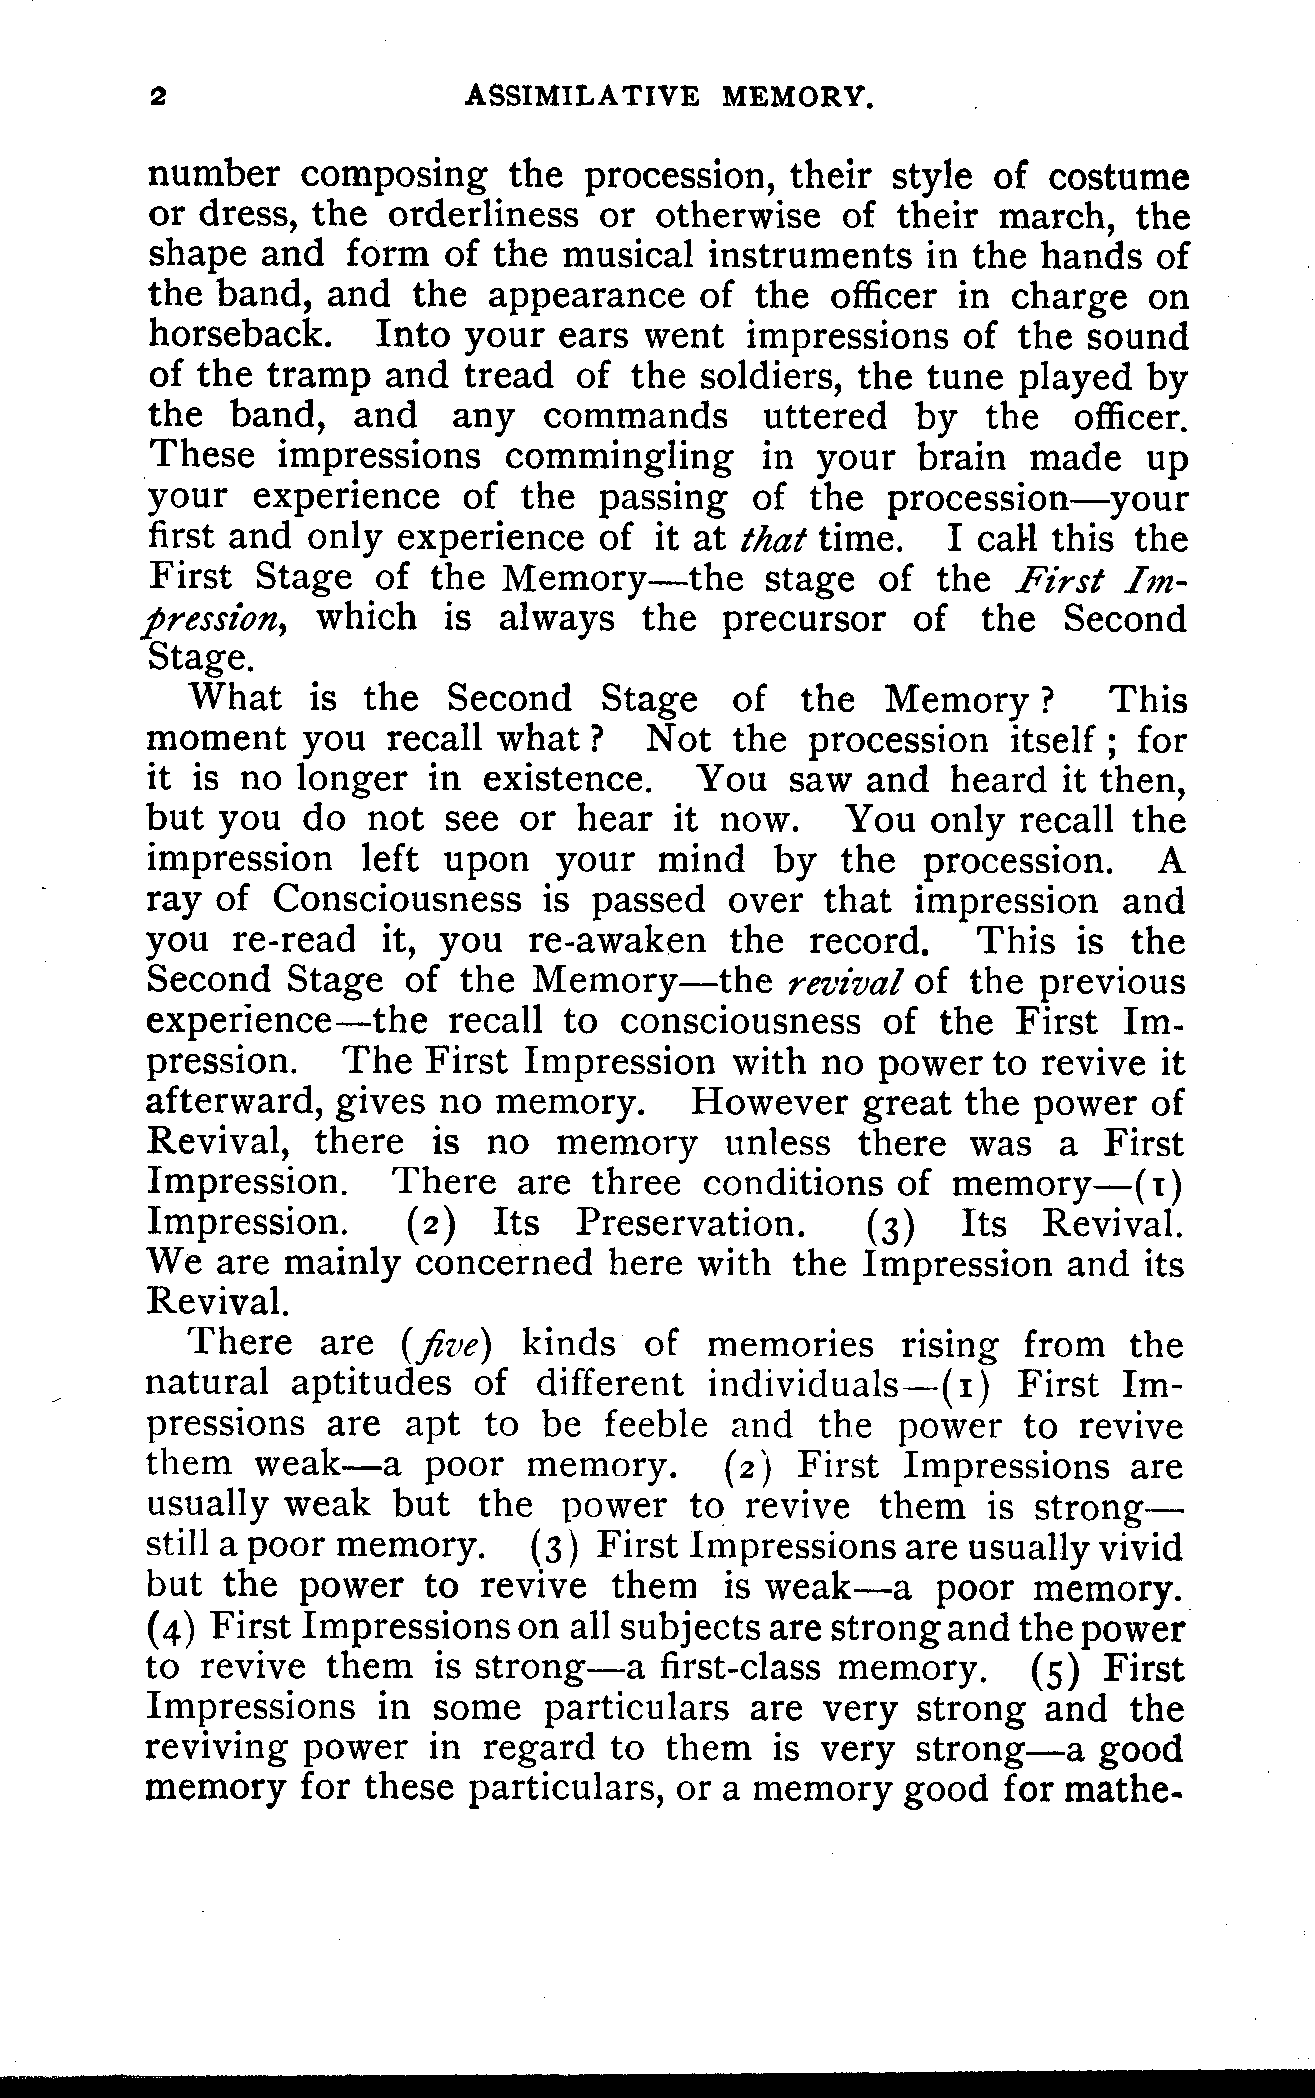 2 ASSIMILATIVE MEMORY.
number composing the procession, their style of costume
or dress, the orderliness or otherwise of their march, the
shape and form of the musical instruments in the hands of
the band, and the appearance of the officer in charge on
horseback. Into your ears went impressions of the sound
of the tramp and tread of the soldiers, the tune played by
the band, and any commands uttered by the officer.
These impressions commingling in your brain made up
your experience of the passing of the procession—your
first and only experience of it at that time. I call this the
First Stage of the Memory—the stage of the First Im-
pression, which is always the precursor of the Second
Stage.
What is the Second Stage of the Memory ? This
moment you recall what ? Not the procession itself ; for
it is no longer in existence. You saw and heard it then,
but you do not see or hear it now. You only recall the
impression left upon your mind by the procession. A
ray of Consciousness is passed over that impression and
you re-read it, you re-awaken the record. This is the
Second Stage of the Memory—the revival of the previous
experience—the recall to consciousness of the First Im-
pression. The First Impression with no power to revive it
afterward, gives no memory. However great the power of
Revival, there is no memory unless there was a First
Impression. There are three conditions of memory—(1)
Impression. (2) Its Preservation. (3) Its Revival.
We are mainly concerned here with the Impression and its
Revival.
There are (five) kinds of memories rising from the
natural aptitudes of different individuals—(1) First Im-
pressions are apt to be feeble and the power to revive
them weak—a poor memory. (2) First Impressions are
usually weak but the power to revive them is strong—
still a poor memory. (3) First Impressions are usually vivid
but the power to revive them is weak—a poor memory.
(4) First Impressions on all subjects are strong and the power
to revive them is strong—a first-class memory. (5) First
Impressions in some particulars are very strong and the
reviving power in regard to them is very strong—a good
memory for these particulars, or a memory good for mathe-